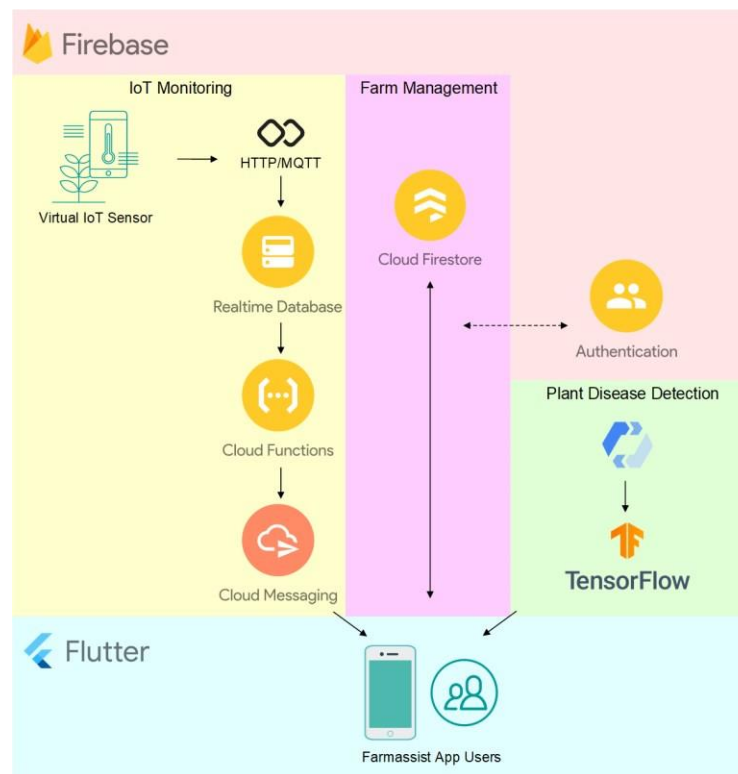 Firebase
IoT Monitoring
Farm Management
HTTP/MQTT
Virtual IoT Sensor
Cloud Firestore
Realtime Database
Authentication
Plant Disease Detection
Cloud Functions
TensorFlow
Cloud Messaging
Flutter
Farmassist App Users